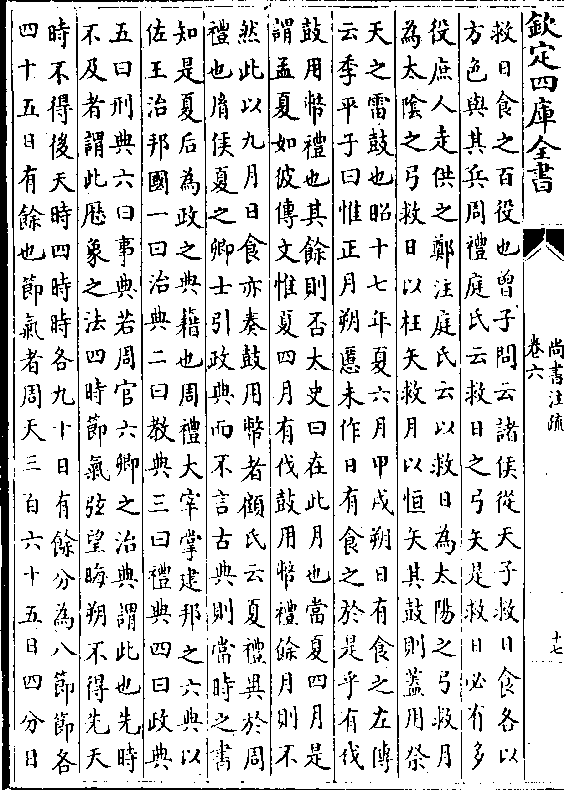 欽定四庫全書
尚書注疏
卷六
十七
救日食之百役也曾子問云諸侯從天子救日食各以
方色與其兵周禮庭氏云救日之弓矢是救日必有多
役庶人走供之鄭注庭氏云以救日為太陽之弓救月
為太陰之弓救日以枉矢救月以恒矢其鼓則蓋用祭
天之雷鼓也昭十七年夏六月甲戌朔日有食之左傳
云季平子曰惟正月朔慝未作日有食之於是乎有伐
鼓用幣禮也其餘則否太史曰在此月也當夏四月是
謂孟夏如彼傳文惟夏四月有伐鼓用幣禮餘月則不
然此以九月日食亦奏鼓用幣者顧氏云夏禮異於周
禮也㣧侯夏之卿士引政典而不言古典則當時之書
知是夏后為政之典籍也周禮大宰掌建邦之六典以
佐王治邦國一曰治典二曰教典三曰禮典四曰政典
五曰刑典六曰事典若周官六卿之治典謂此也先時
不及者謂此厯象之法四時節氣弦望晦朔不得先天
時不得後天時四時時各九十日有餘分為八節節各
四十五日有餘也節氣者周天三百六十五日四分日